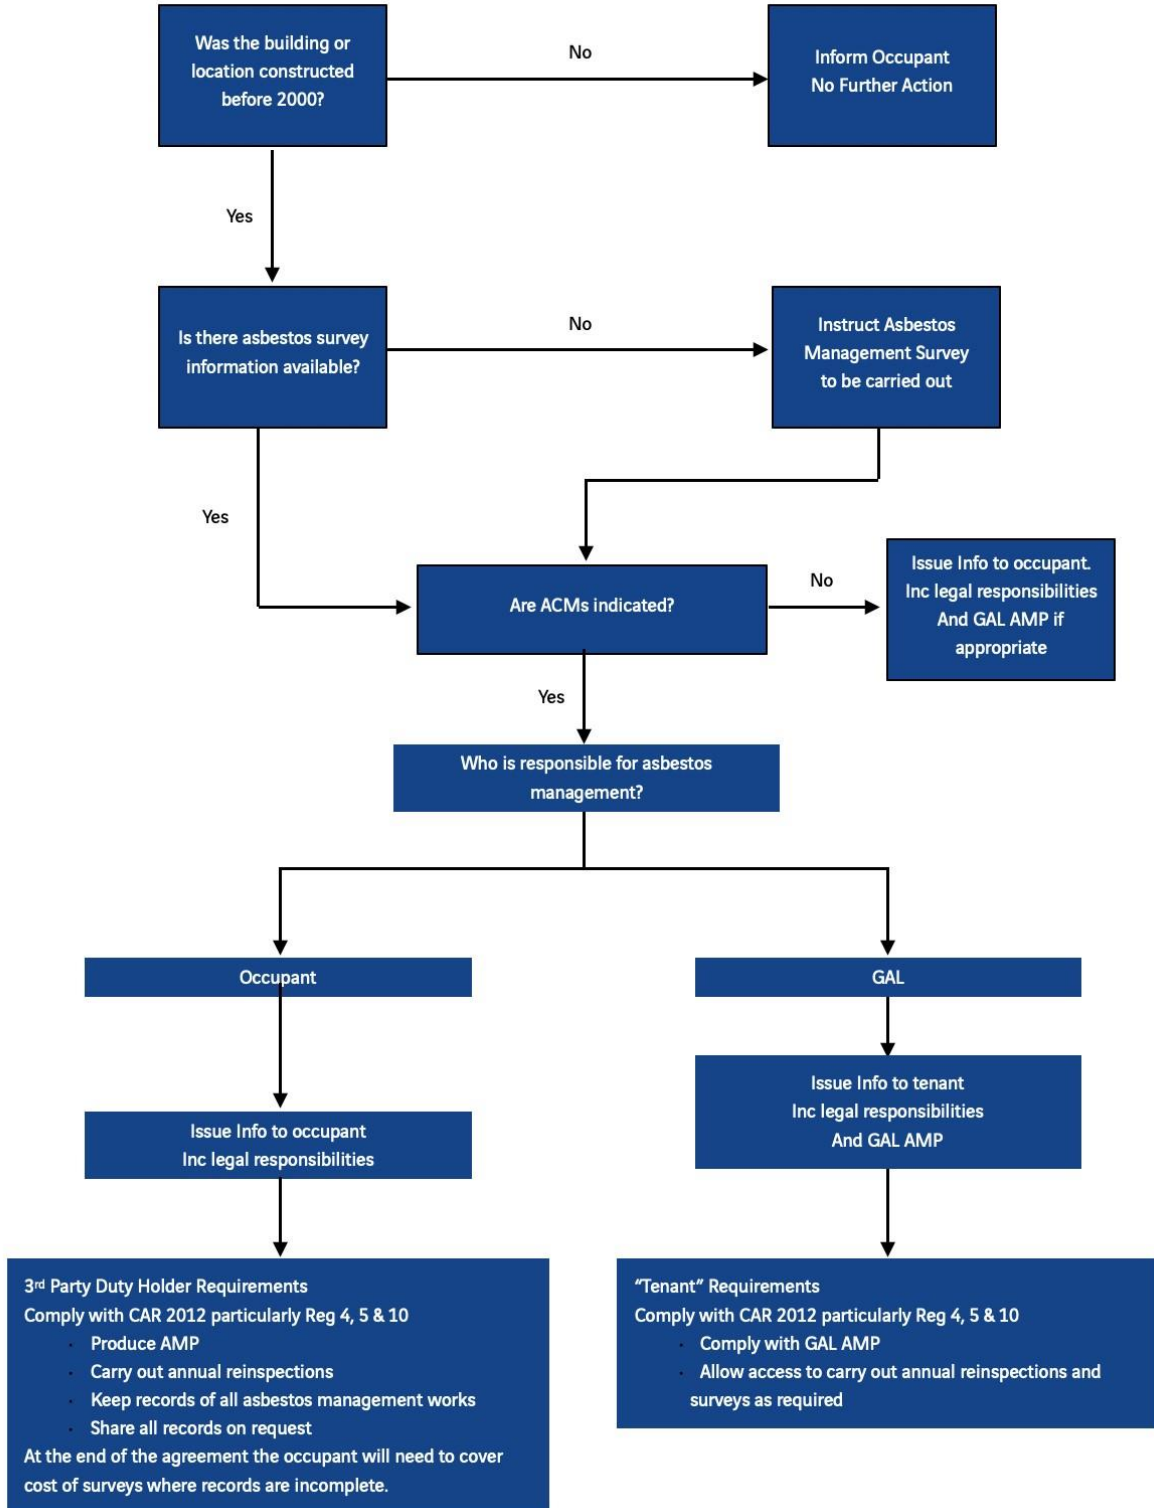 Was the building or
location constructed
before 2000?
No
Inform Occupant
No Further Action
Yes
Is there asbestos survey
information available?
No
Instruct Asbestos
Management Survey
to be carried out
Yes
Are ACMs indicated?
No
Issue Info to occupant.
Inc legal responsibilities
And GAL AMP if
appropriate
Yes
Who is responsible for asbestos
management?
Occupant
GAL
Issue Info to occupant
Inc legal responsibilities
Issue Info to tenant
Inc legal responsibilities
And GAL AMP
3rd Party Duty Holder Requirements
Comply with CAR 2012 particularly Reg 4, 5 & 10
· Produce AMP
· Carry out annual reinspections
· Keep records of all asbestos management works
· Share all records on request
At the end of the agreement the occupant will need to cover
cost of surveys where records are incomplete.
“Tenant” Requirements
Comply with CAR 2012 particularly Reg 4, 5 & 10
· Comply with GAL AMP
· Allow access to carry out annual reinspections and
surveys as required